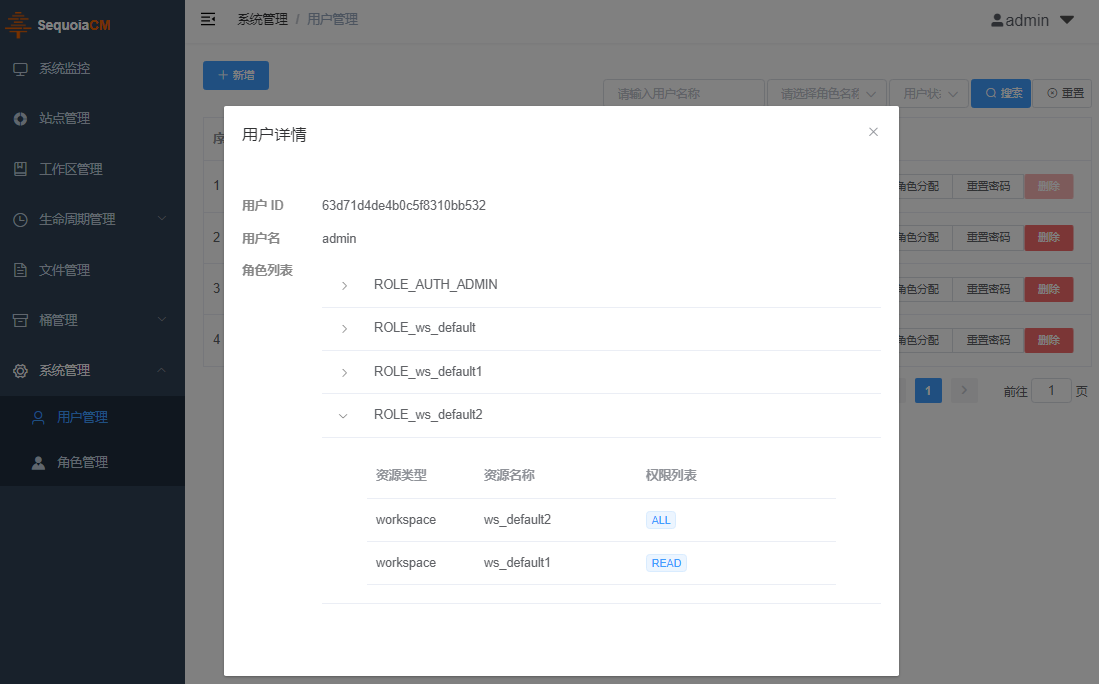 SequoiaCM
系统管理 / 用户管理
admin
系统监控
站点管理
工作区管理
生命周期管理
文件管理
桶管理
系统管理
用户管理
角色管理
+ 新增
请输入用户名称
请选择角色名称
用户状
搜索
重置
序
1
角色分配 重置密码 删除
2
角色分配 重置密码 删除
3
角色分配 重置密码 删除
4
角色分配 重置密码 删除
1
前往 1 页
用户详情
用户 ID 63d71d4de4b0c5f8310bb532
用户名 admin
角色列表
ROLE_AUTH_ADMIN
ROLE_ws_default
ROLE_ws_default1
ROLE_ws_default2
资源类型 资源名称 权限列表
workspace ws_default2 ALL
workspace ws_default1 READ